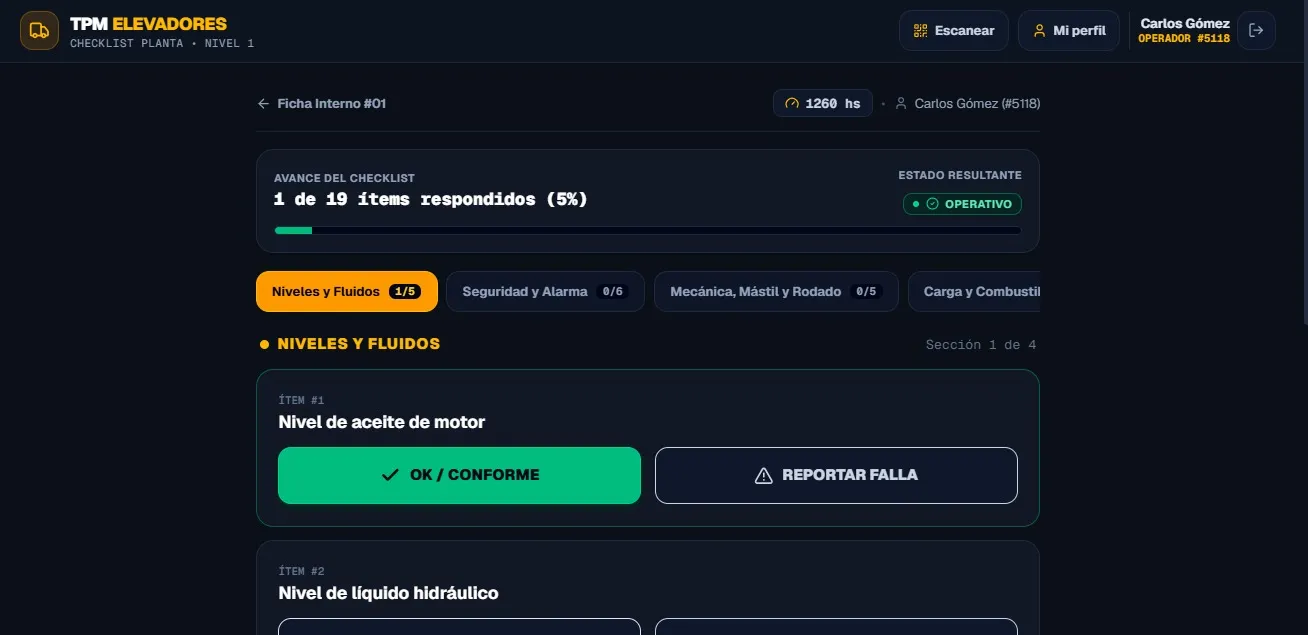 TPM ELEVADORES
CHECKLIST PLANTA • NIVEL 1
Escanear
Mi perfil
Carlos Gómez
OPERADOR #5118
← Ficha Interno #01
1260 hs
• Carlos Gómez (#5118)
AVANCE DEL CHECKLIST
1 de 19 ítems respondidos (5%)
ESTADO RESULTANTE
OPERATIVO
Niveles y Fluidos 1/5
Seguridad y Alarma 0/6
Mecánica, Mástil y Rodado 0/5
Carga y Combustil
NIVELES Y FLUIDOS
Sección 1 de 4
ÍTEM #1
Nivel de aceite de motor
OK / CONFORME
REPORTAR FALLA
ÍTEM #2
Nivel de líquido hidráulico